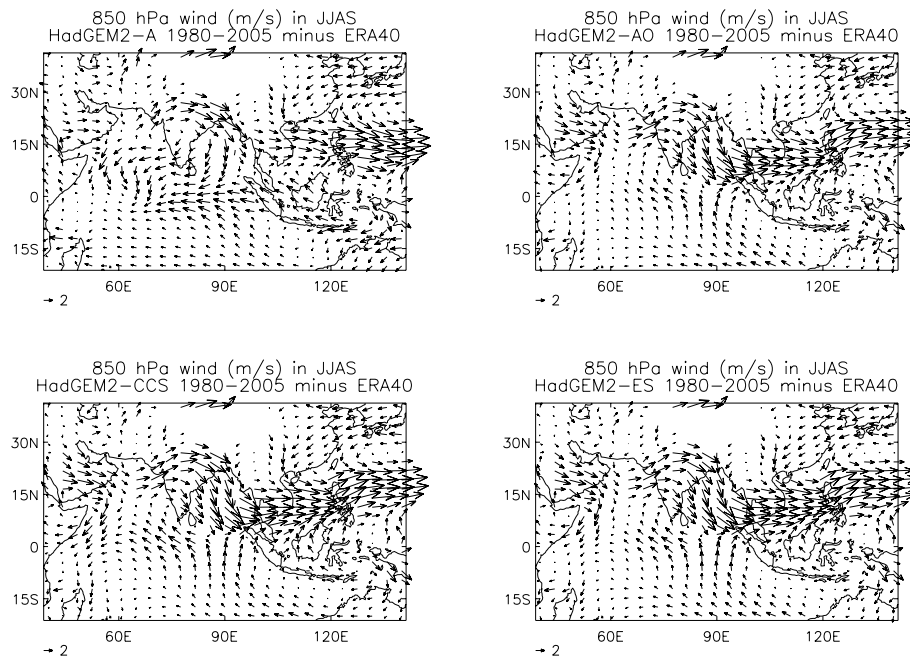 850 hPa wind (m/s) in JJAS
HadGEM2-A 1980-2005 minus ERA40
30N
15N
0
15S
60E 90E 120E
→ 2
850 hPa wind (m/s) in JJAS
HadGEM2-AO 1980-2005 minus ERA40
30N
15N
0
15S
60E 90E 120E
→ 2
850 hPa wind (m/s) in JJAS
HadGEM2-CCS 1980-2005 minus ERA40
30N
15N
0
15S
60E 90E 120E
→ 2
850 hPa wind (m/s) in JJAS
HadGEM2-ES 1980-2005 minus ERA40
30N
15N
0
15S
60E 90E 120E
→ 2